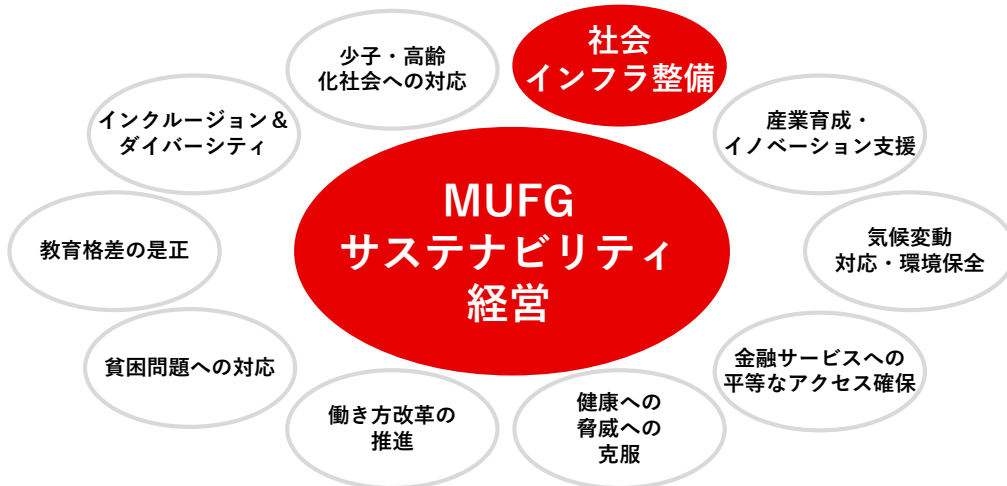 社会
インフラ整備
少子・高齢
化社会への対応
産業育成・
イノベーション支援
インクルージョン＆
ダイバーシティ
MUFG
サステナビリティ
経営
教育格差の是正
気候変動
対応・環境保全
貧困問題への対応
金融サービスへの
平等なアクセス確保
働き方改革の
推進
健康への
脅威への
克服